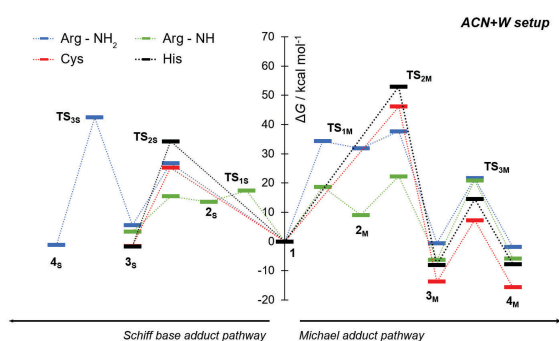 ACN+W setup
Arg - NH₂ Arg - NH
Cys His
ΔG / kcal mol⁻¹
70
60
50
40
30
20
10
0
-10
-20
TS₃S
TS₂S
TS₁S
2S
4S
3S
1
TS₁M
TS₂M
2M
TS₃M
3M
4M
Schiff base adduct pathway Michael adduct pathway